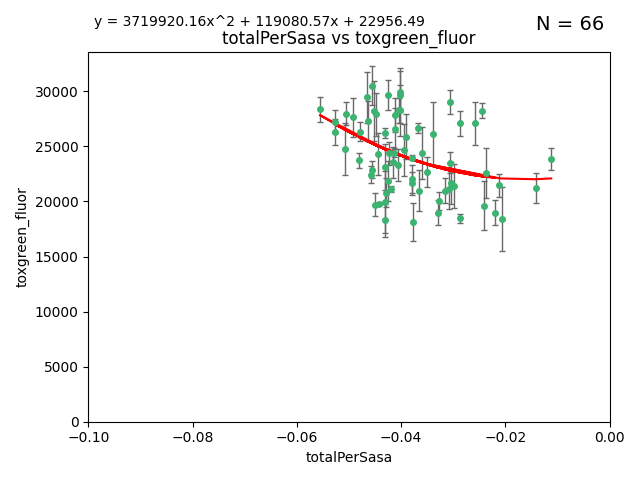 y = 3719920.16x^2 + 119080.57x + 22956.49
N = 66
totalPerSasa vs toxgreen_fluor
30000
25000
20000
15000
10000
5000
0
toxgreen_fluor
−0.10
−0.08
−0.06
−0.04
−0.02
0.00
totalPerSasa